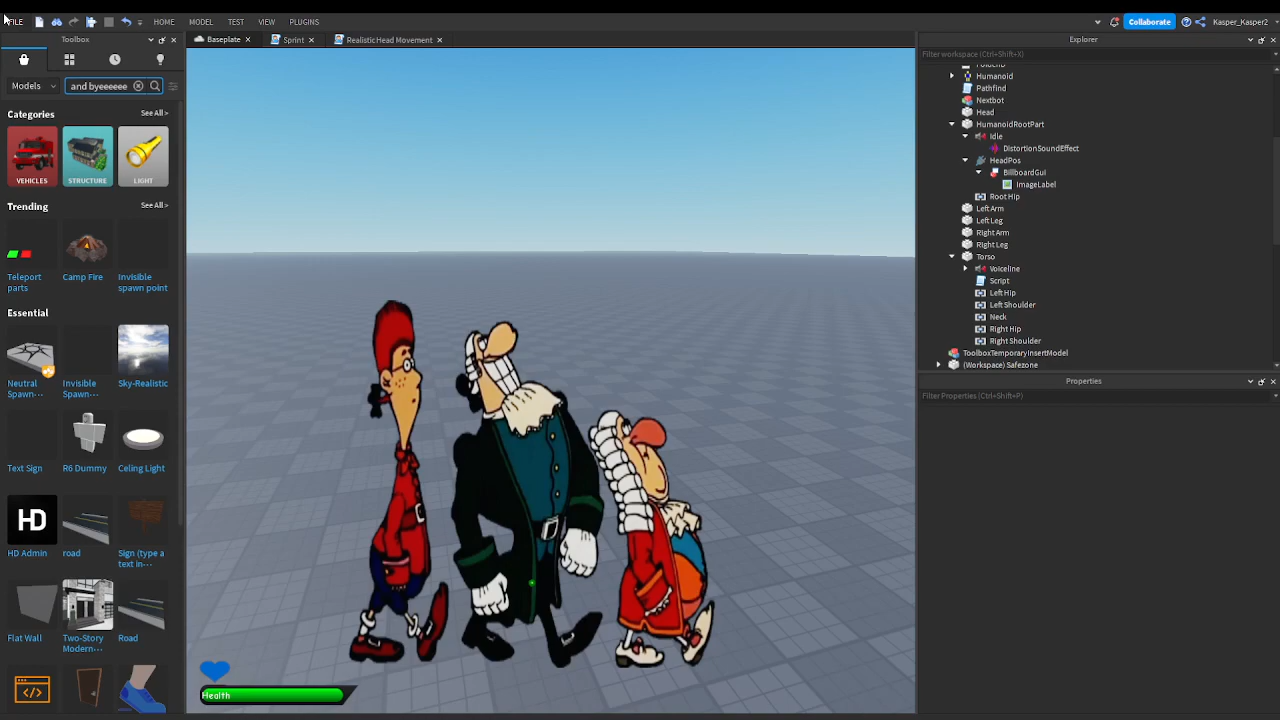 FILE HOME MODEL TEST VIEW PLUGINS Collaborate Kasper_Kasper2
Toolbox
Baseplate Sprint RealisticHead Movement
Models and byeeeeee
Categories See All >
VEHICLES STRUCTURE LIGHT
Trending See All >
Teleport parts
Camp Fire
Invisible spawn point
Essential See All >
Neutral Spawn···
Invisible Spawn···
Sky-Realistic
Text Sign R6 Dummy Celing Light
HD
HD Admin road
Sign (type a text in···
Flat Wall
Two-Story Modern···
Road
Health
Explorer
Filter workspace (Ctrl+Shift+X)
Humanoid
Pathfind
Nextbot
Head
HumanoidRootPart
Idle
DistortionSoundEffect
HeadPos
BillboardGui
ImageLabel
Root Hip
Left Arm
Left Leg
Right Arm
Right Leg
Torso
Voiceline
Script
Left Hip
Left Shoulder
Neck
Right Hip
Right Shoulder
ToolboxTemporaryInsertModel
(Workspace) Safezone
Properties
Filter Properties (Ctrl+Shift+P)